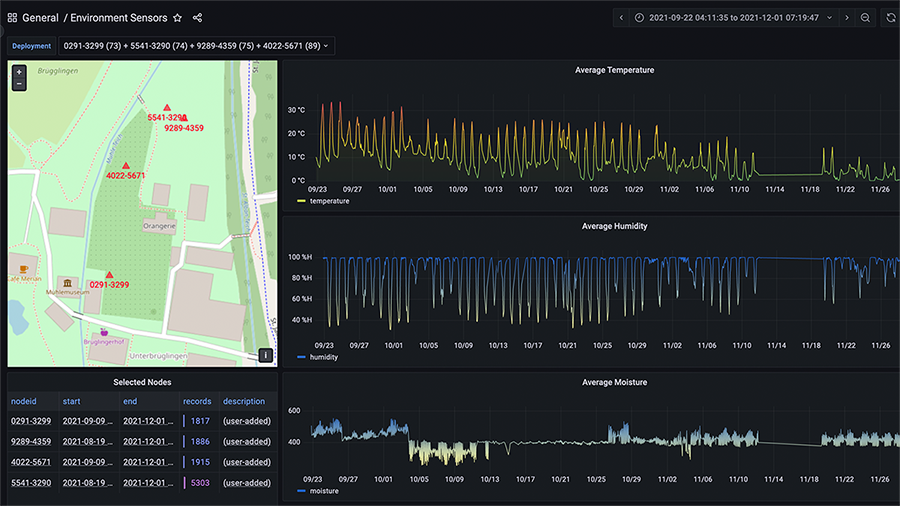 General / Environment Sensors
2021-09-22 04:11:35 to 2021-12-01 07:19:47
Deployment
0291-3299 (73) + 5541-3290 (74) + 9289-4359 (75) + 4022-5671 (89)
+
−
Brugglingen
5541-3290
9289-4359
4022-5671
Orangerie
Cafe Merian
Mühlemuseum
0291-3299
Brüglingerhof
Unterbrüglingen
i
Average Temperature
30 °C
20 °C
10 °C
0 °C
09/23 09/27 10/01 10/05 10/09 10/13 10/17 10/21 10/25 10/29 11/02 11/06 11/10 11/14 11/18 11/22 11/26
temperature
Average Humidity
100 %H
80 %H
60 %H
40 %H
09/23 09/27 10/01 10/05 10/09 10/13 10/17 10/21 10/25 10/29 11/02 11/06 11/10 11/14 11/18 11/22 11/26
humidity
Selected Nodes
nodeid start end records description
0291-3299 2021-09-09 ... 2021-12-01 ... 1817 (user-added)
9289-4359 2021-08-19 ... 2021-12-01 ... 1886 (user-added)
4022-5671 2021-09-09 ... 2021-12-01 ... 1915 (user-added)
5541-3290 2021-08-19 ... 2021-12-01 ... 5303 (user-added)
Average Moisture
600
400
09/23 09/27 10/01 10/05 10/09 10/13 10/17 10/21 10/25 10/29 11/02 11/06 11/10 11/14 11/18 11/22 11/26
moisture